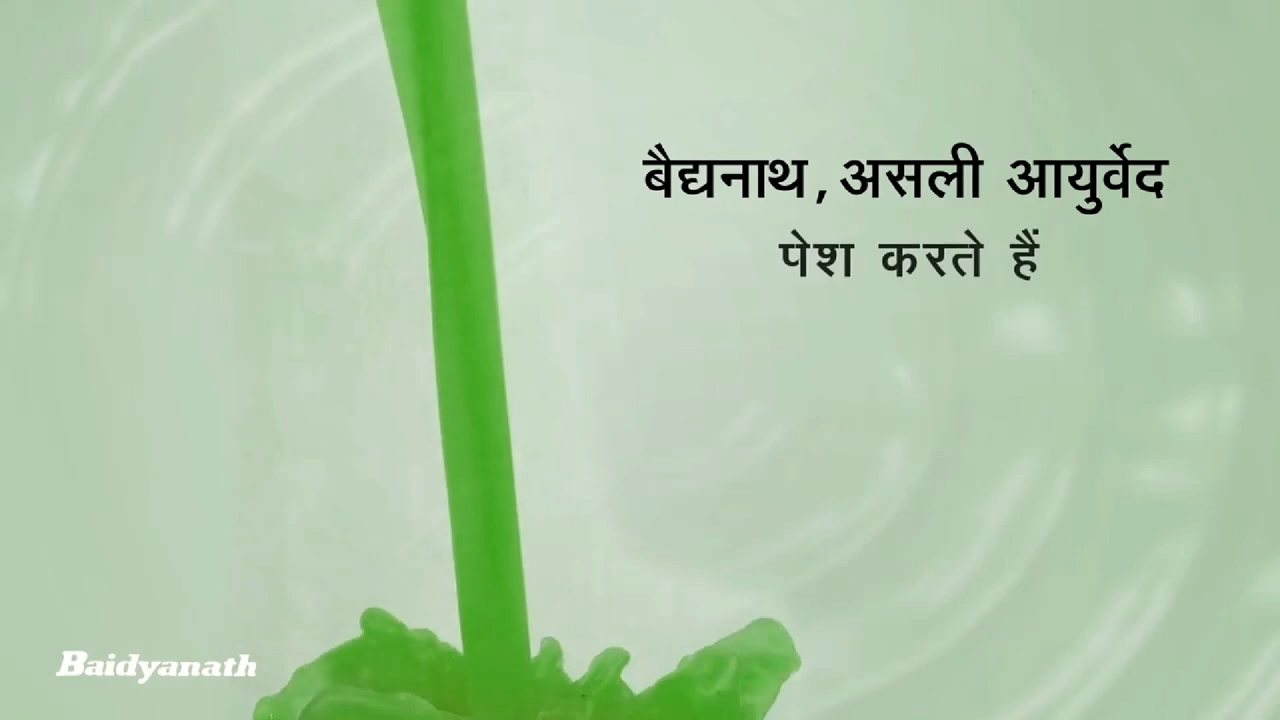 बैद्यनाथ, असली आयुर्वेद
पेश करते हैं
Baidyanath